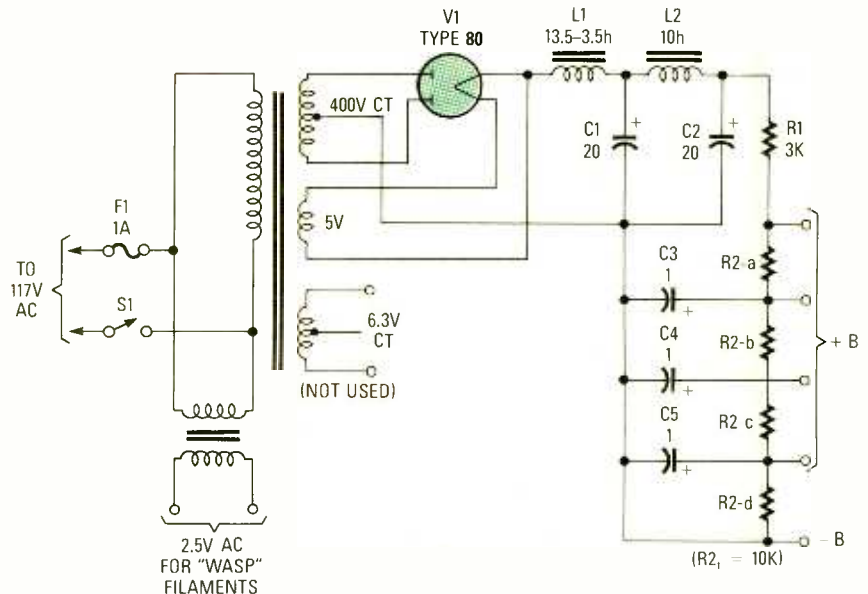 V1
TYPE 80
L1
13.5–3.5h
L2
10h
400V CT
C1
20
+
C2
20
+
R1
3K
F1
1A
5V
TO
117V
AC
S1
6.3V
CT
(NOT USED)
C3
1
+
R2-a
C4
1
+
R2-b
+ B
C5
1
+
R2 c
R2-d
2.5V AC
FOR "WASP"
FILAMENTS
– B
(R2, = 10K)